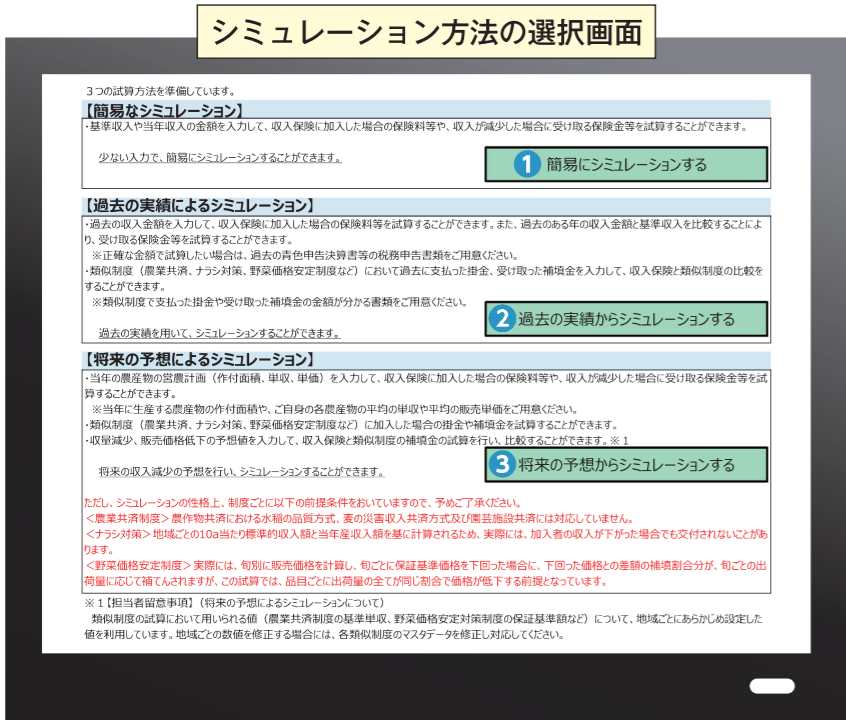 シミュレーション方法の選択画面
3つの試算方法を準備しています。
【簡易なシミュレーション】
・基準収入や当年収入の金額を入力して、収入保険に加入した場合の保険料等や、収入が減少した場合に受け取る保険金等を試算することができます。
少ない入力で、簡易にシミュレーションすることができます。
1 簡易にシミュレーションする
【過去の実績によるシミュレーション】
・過去の収入金額を入力して、収入保険に加入した場合の保険料等を試算することができます。また、過去のある年の収入金額と基準収入を比較することによ
り、受け取る保険金等を試算することができます。
※正確な金額で試算したい場合は、過去の青色申告決算書等の税務申告書類をご用意ください。
・類似制度（農業共済、ナラシ対策、野菜価格安定制度など）において過去に支払った掛金、受け取った補填金を入力して、収入保険と類似制度の比較を
することができます。
※類似制度で支払った掛金や受け取った補填金の金額が分かる書類をご用意ください。
2 過去の実績からシミュレーションする
過去の実績を用いて、シミュレーションすることができます。
【将来の予想によるシミュレーション】
・当年の農産物の営農計画（作付面積、単収、単価）を入力して、収入保険に加入した場合の保険料等や、収入が減少した場合に受け取る保険金等を試
算することができます。
※当年に生産する農産物の作付面積や、ご自身の各農産物の平均の単収や平均の販売単価をご用意ください。
・類似制度（農業共済、ナラシ対策、野菜価格安定制度など）に加入した場合の掛金や補填金を試算することができます。
・収量減少、販売価格低下の予想値を入力して、収入保険と類似制度の補填金の試算を行い、比較することができます。※1
3 将来の予想からシミュレーションする
将来の収入減少の予想を行い、シミュレーションすることができます。
ただし、シミュレーションの性格上、制度ごとに以下の前提条件をおいていますので、予めご了承ください。
＜農業共済制度＞農作物共済における水稲の品質方式、麦の災害収入共済方式及び園芸施設共済には対応していません。
＜ナラシ対策＞地域ごとの10a当たり標準的収入額と当年産収入額を基に計算されるため、実際には、加入者の収入が下がった場合でも交付されないことがあ
ります。
＜野菜価格安定制度＞実際には、旬別に販売価格を計算し、旬ごとに保証基準価格を下回った場合に、下回った価格との差額の補填割合分が、旬ごとの出
荷量に応じて補てんされますが、この試算では、品目ごとに出荷量の全てが同じ割合で価格が低下する前提となっています。
※1【担当者留意事項】（将来の予想によるシミュレーションについて）
類似制度の試算において用いられる値（農業共済制度の基準単収、野菜価格安定対策制度の保証基準額など）について、地域ごとにあらかじめ設定した
値を利用しています。地域ごとの数値を修正する場合には、各類似制度のマスタデータを修正し対応してください。